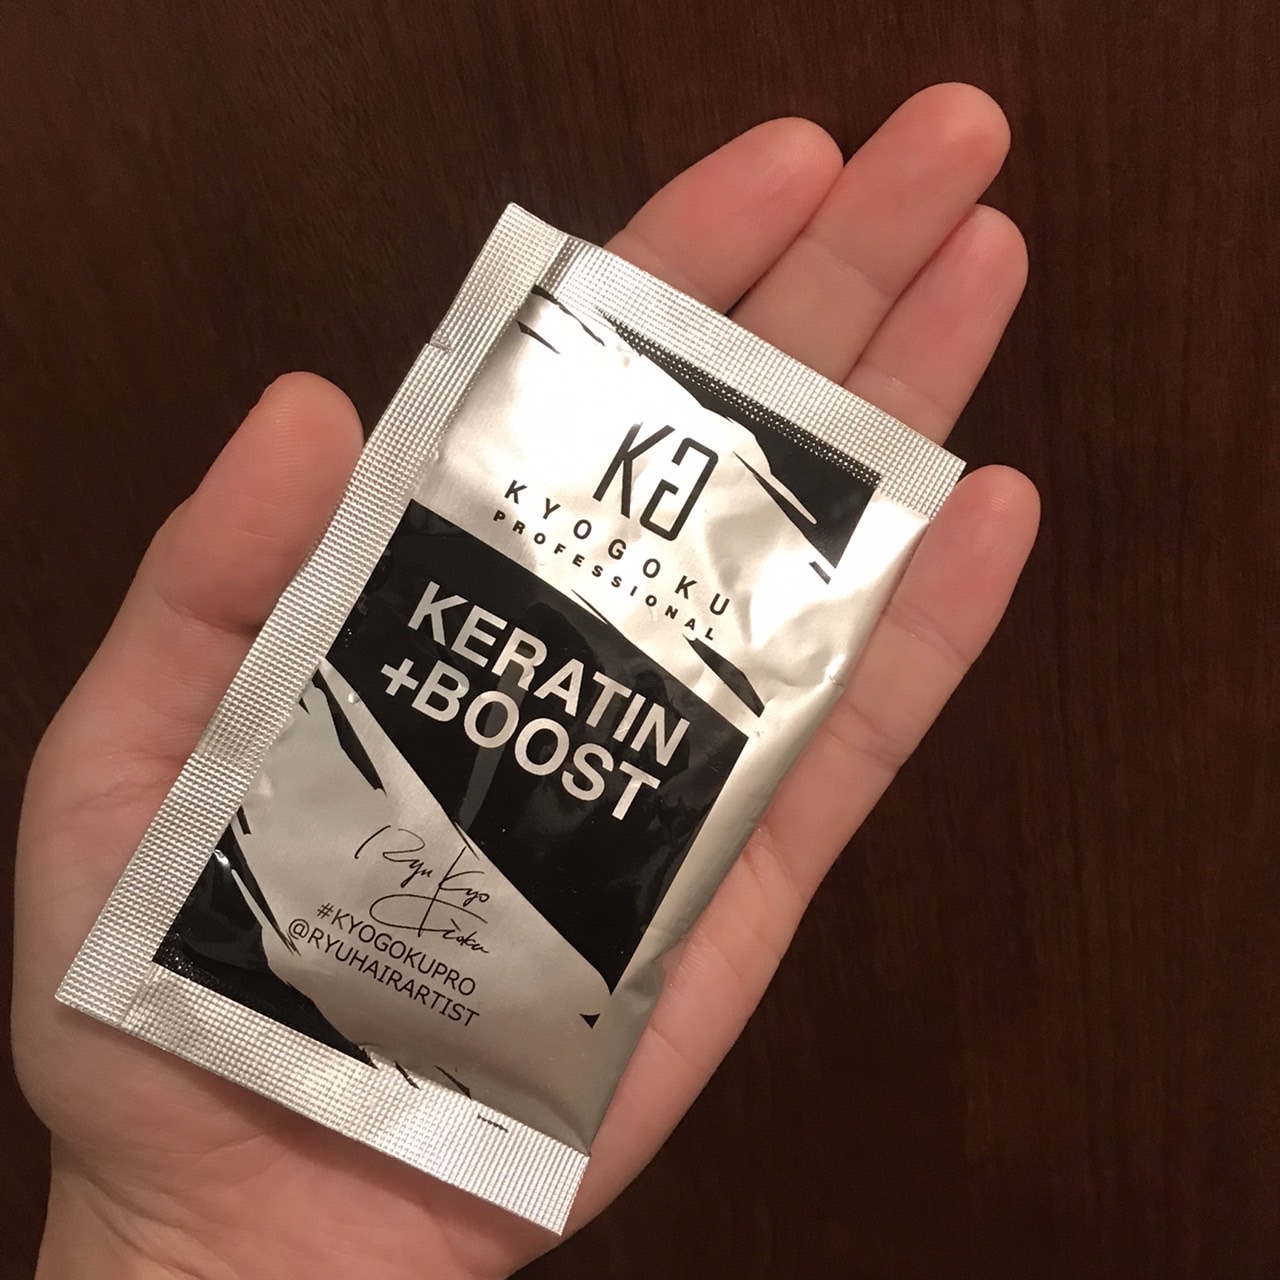 KG
KYOGOKU
PROFESSIONAL
KERATIN
+BOOST
Ryu Kyo
#KYOGOKUPRO
@RYUHAIRARTIST